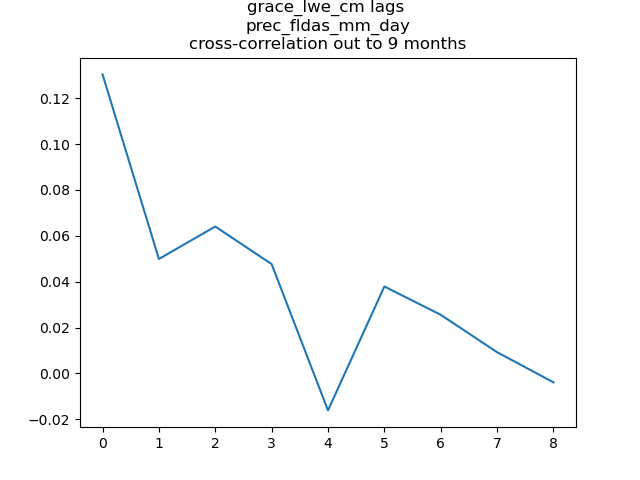 grace_lwe_cm lags
prec_fldas_mm_day
cross-correlation out to 9 months
0.12
0.10
0.08
0.06
0.04
0.02
0.00
−0.02
0 1 2 3 4 5 6 7 8